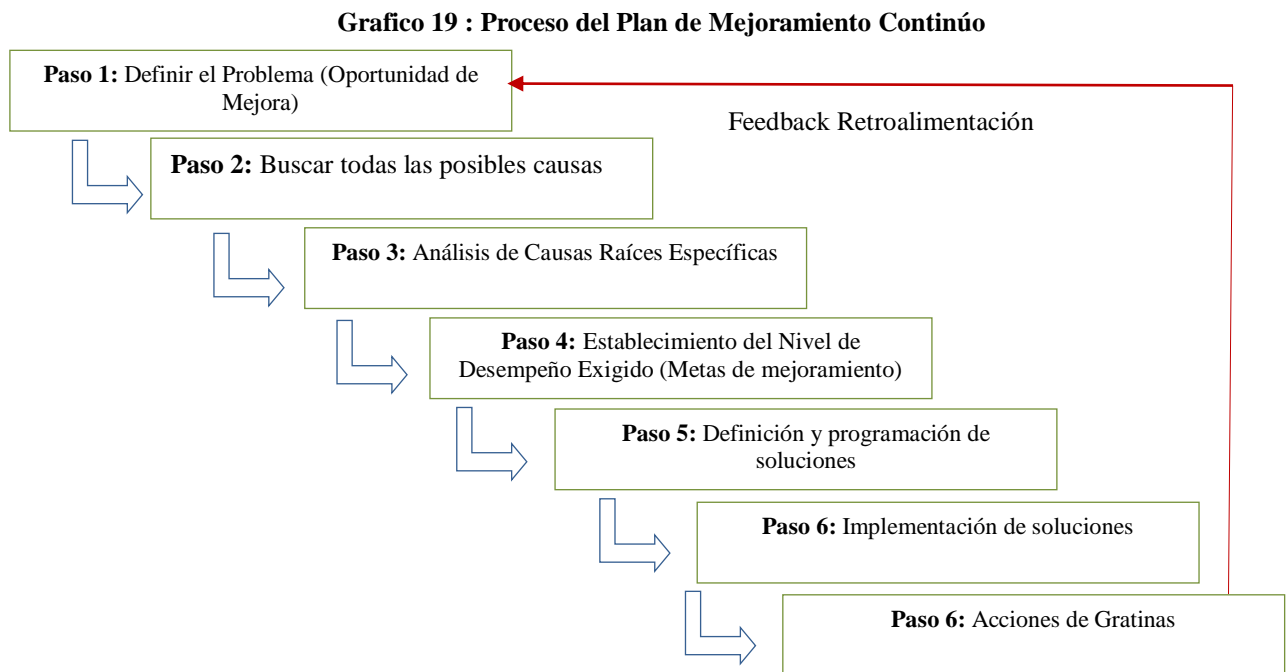 Grafico 19 : Proceso del Plan de Mejoramiento Continúo
Paso 1: Definir el Problema (Oportunidad de
Mejora)
Feedback Retroalimentación
Paso 2: Buscar todas las posibles causas
Paso 3: Análisis de Causas Raíces Específicas
Paso 4: Establecimiento del Nivel de
Desempeño Exigido (Metas de mejoramiento)
Paso 5: Definición y programación de
soluciones
Paso 6: Implementación de soluciones
Paso 6: Acciones de Gratinas